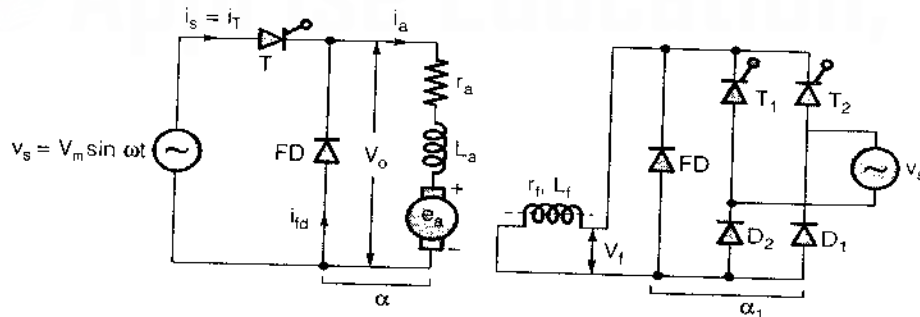 i_s = i_T
T
i_a
r_a
L_a
v_s = V_m sin ωt
FD
V_o
i_fd
+
e_a
−
α
T_1
T_2
FD
v_s
r_f, L_f
V_f
D_2
D_1
α_1